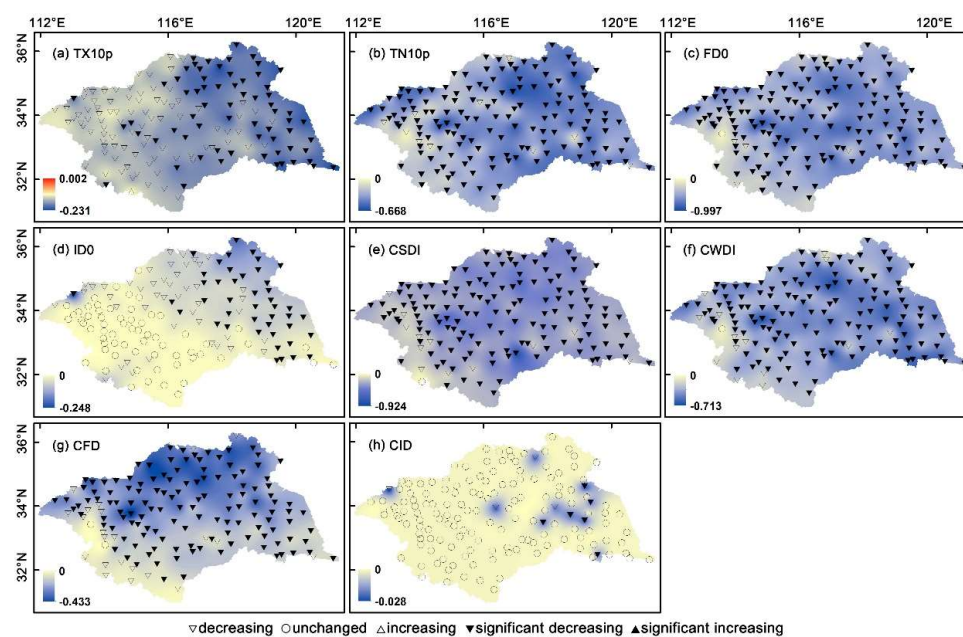 112°E 116°E 120°E 112°E 116°E 120°E 112°E 116°E 120°E
36°N (a) TX10p (b) TN10p (c) FD0
34°N
32°N
0.002 0 0
-0.231 -0.668 -0.997
36°N (d) ID0 (e) CSDI (f) CWDI
34°N
32°N
0 0 0
-0.248 -0.924 -0.713
36°N (g) CFD (h) CID
34°N
32°N
0 0
-0.433 -0.028
▽decreasing ○unchanged △increasing ▼significant decreasing ▲significant increasing